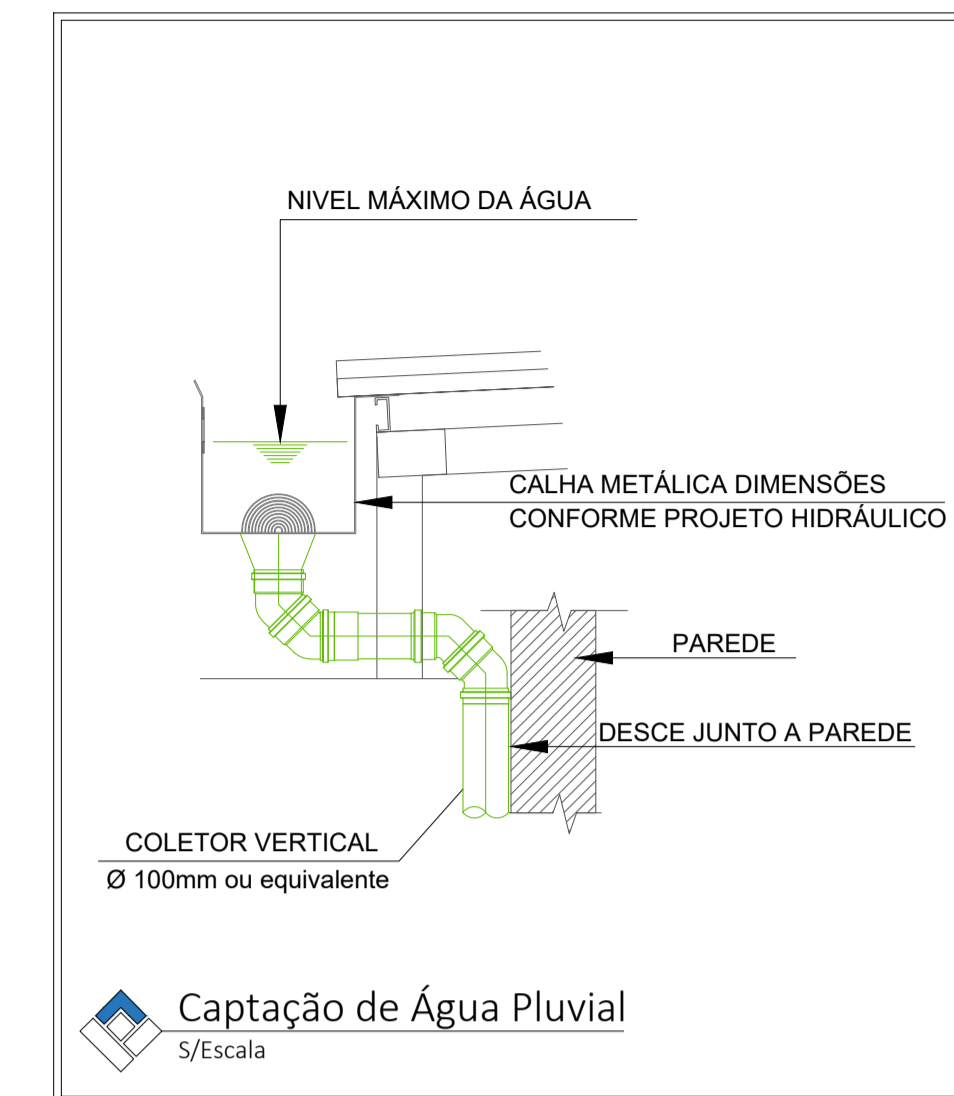 NIVEL MÁXIMO DA ÁGUA
CALHA METÁLICA DIMENSÕES
CONFORME PROJETO HIDRÁULICO
PAREDE
DESCE JUNTO A PAREDE
COLETOR VERTICAL
Ø 100mm ou equivalente
Captação de Água Pluvial
S/Escala